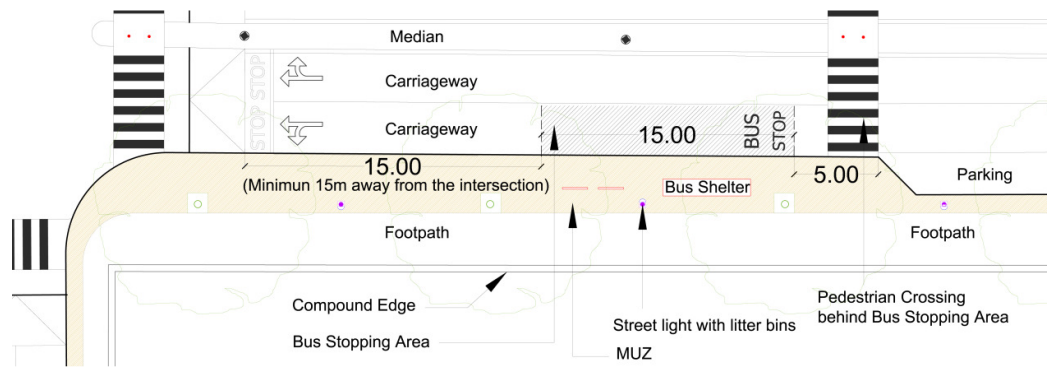 Median
Carriageway
STOP STOP
Carriageway
15.00
BUS
STOP
15.00
5.00
(Minimun 15m away from the intersection)
Bus Shelter
Parking
Footpath
Footpath
Compound Edge
Bus Stopping Area
Street light with litter bins
MUZ
Pedestrian Crossing
behind Bus Stopping Area